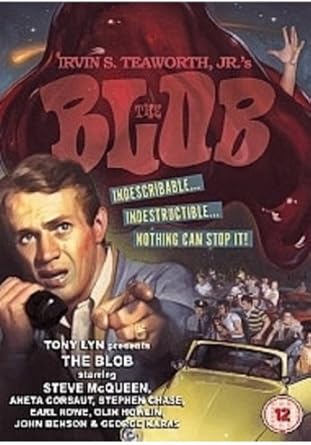 IRVIN S. TEAWORTH, JR.'s
THE
BLOB
INDESCRIBABLE...
INDESTRUCTIBLE...
NOTHING CAN STOP IT!
TONY LYN presents
THE BLOB
starring
STEVE McQUEEN,
ANETA CORSAUT, STEPHEN CHASE,
EARL ROWE, OLIN HOWLIN,
JOHN BENSON & GEORGE KARAS
12